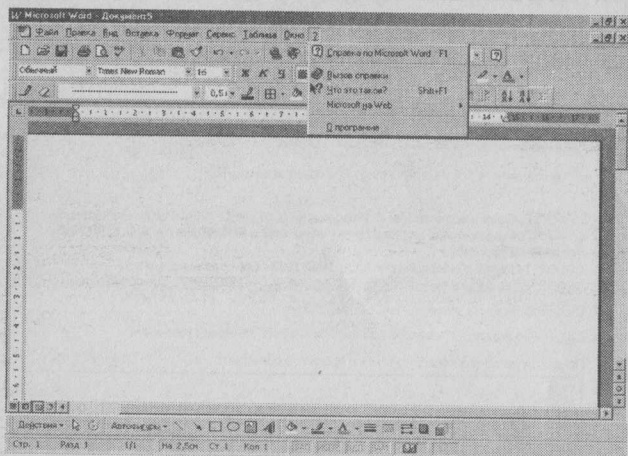 Microsoft Word - Документ5
Файл Правка Вид Вставка Формат Сервис Таблица Окно ?
Справка по Microsoft Word F1
Обычный Times New Roman 16 Ж К Ч
Вызов справки
Что это такое? Shift+F1
0,5
Microsoft на Web
О программе
Действия Автофигуры
Стр. 1 Разд 1 1/1 На 2,5см Ст 1 Кол 1